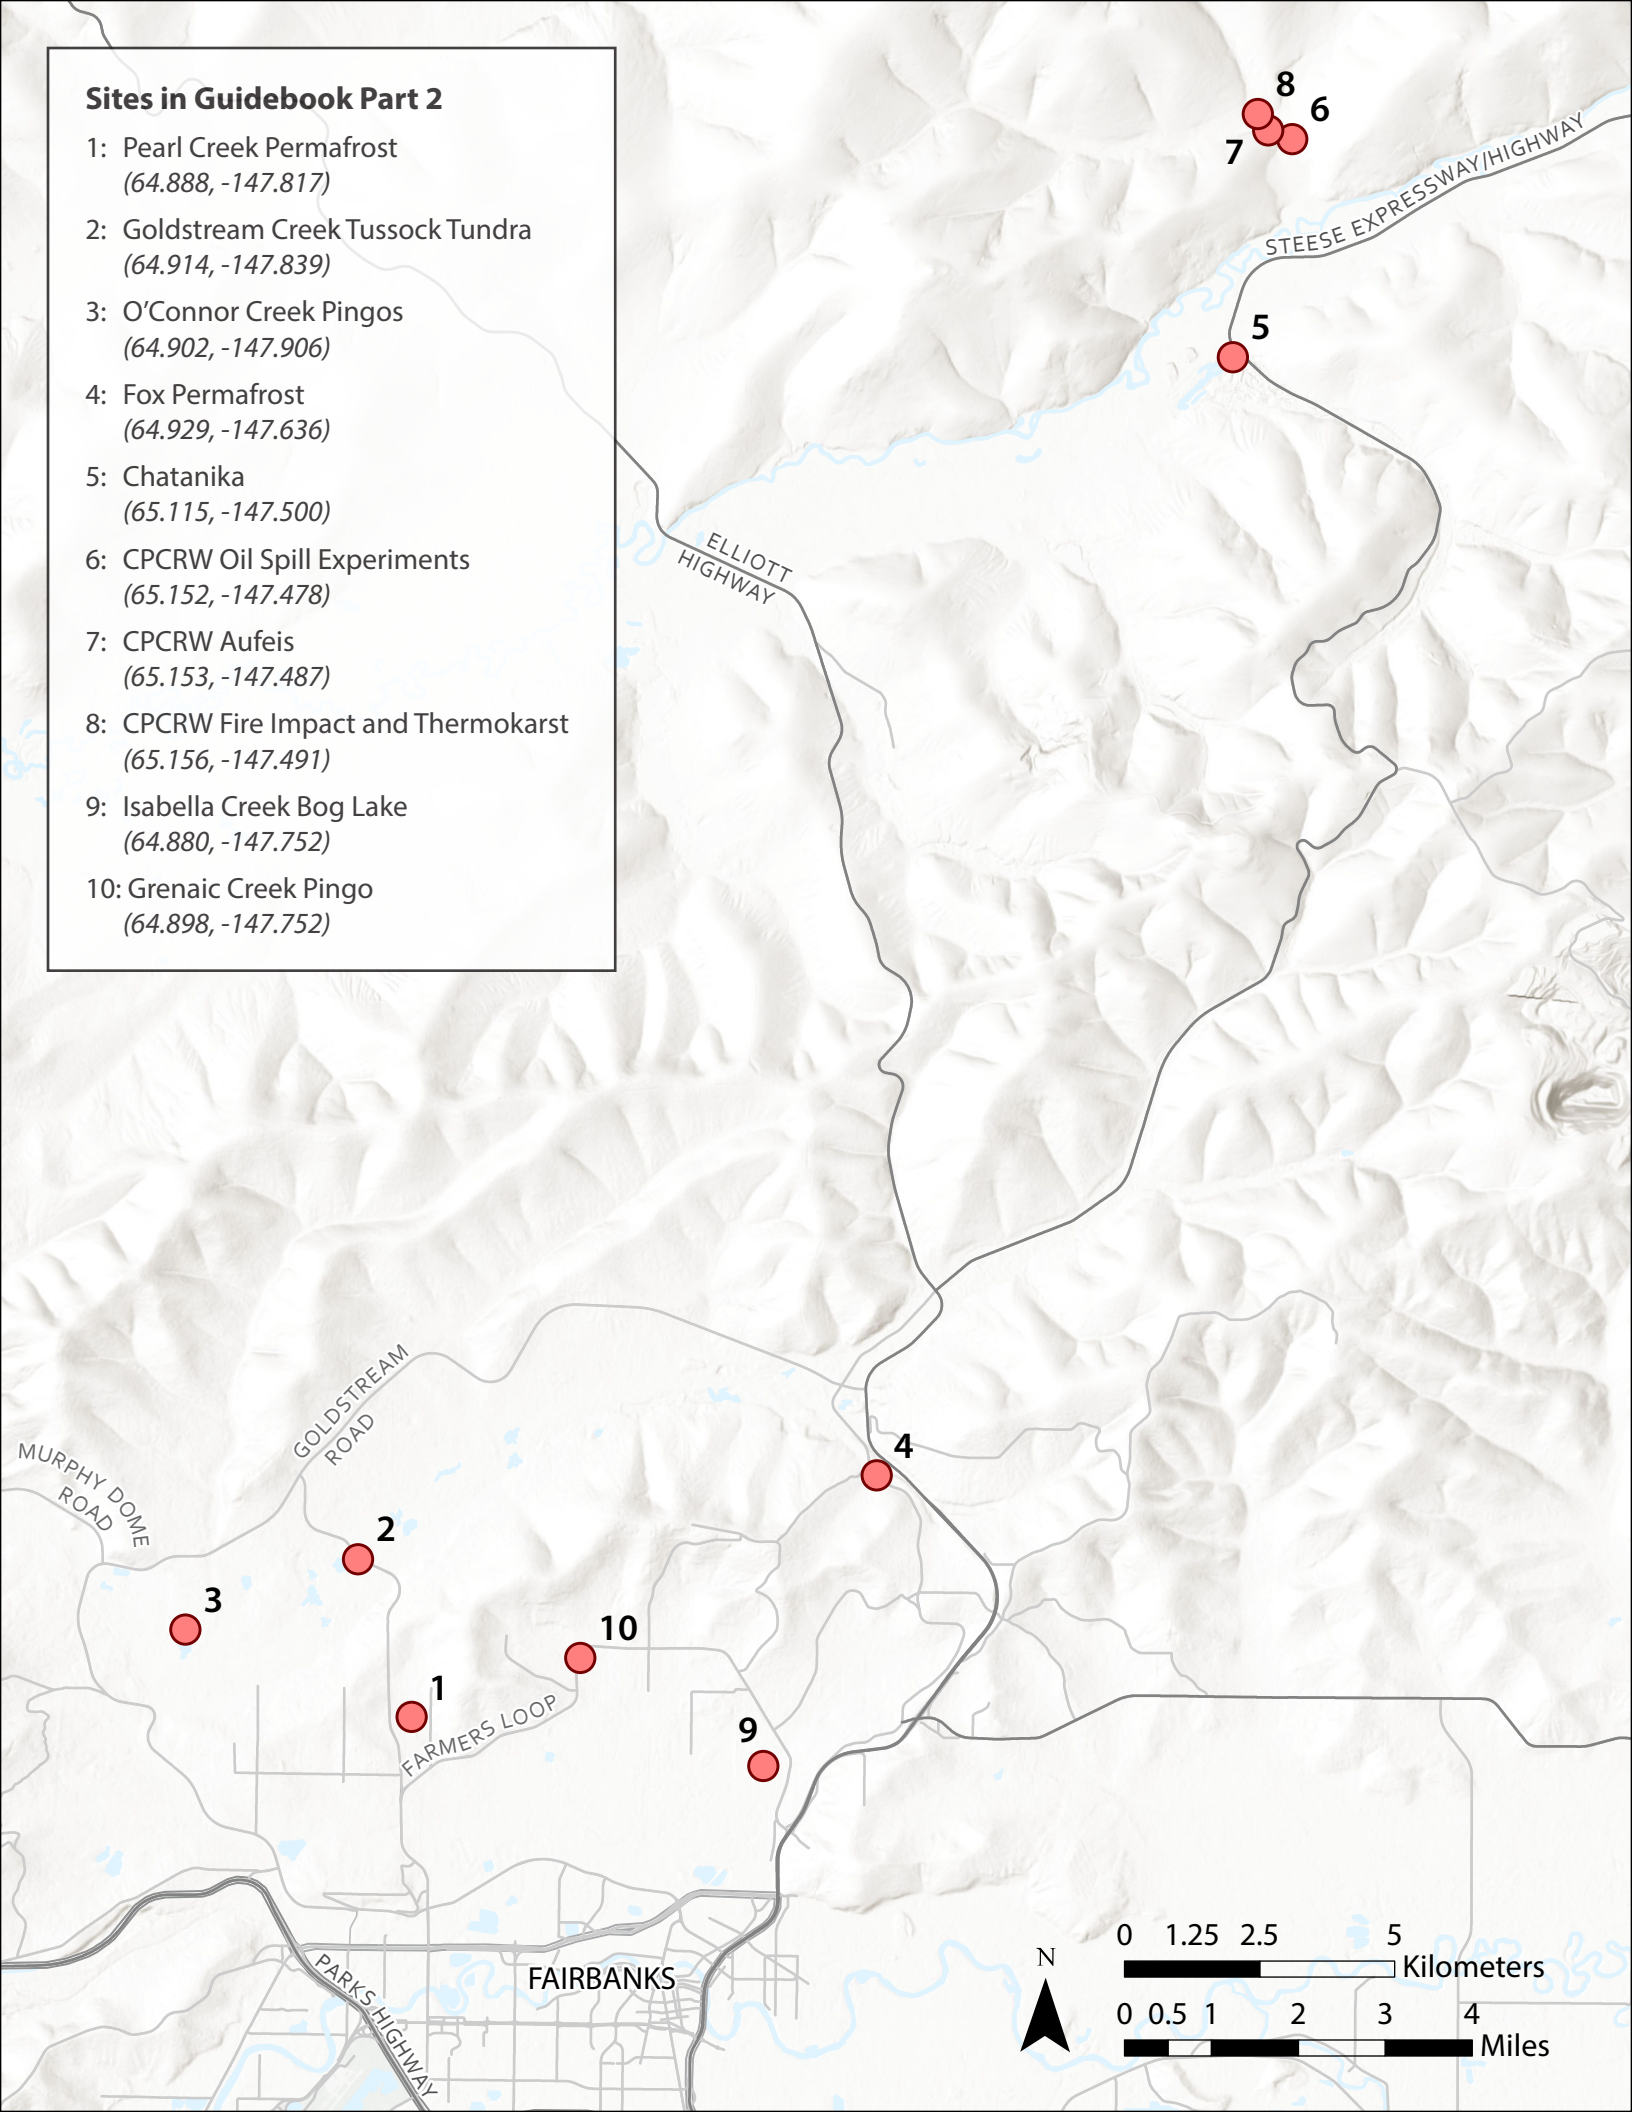 Sites in Guidebook Part 2
1: Pearl Creek Permafrost
(64.888, -147.817)
2: Goldstream Creek Tussock Tundra
(64.914, -147.839)
3: O’Connor Creek Pingos
(64.902, -147.906)
4: Fox Permafrost
(64.929, -147.636)
5: Chatanika
(65.115, -147.500)
6: CPCRW Oil Spill Experiments
(65.152, -147.478)
7: CPCRW Aufeis
(65.153, -147.487)
8: CPCRW Fire Impact and Thermokarst
(65.156, -147.491)
9: Isabella Creek Bog Lake
(64.880, -147.752)
10: Grenaic Creek Pingo
(64.898, -147.752)
8
6
7
STEESE EXPRESSWAY/HIGHWAY
5
ELLIOTT
HIGHWAY
GOLDSTREAM
ROAD
MURPHY DOME
ROAD
4
2
3
10
1
FARMERS LOOP
9
FAIRBANKS
PARKS HIGHWAY
N
0 1.25 2.5 5
Kilometers
0 0.5 1 2 3 4
Miles